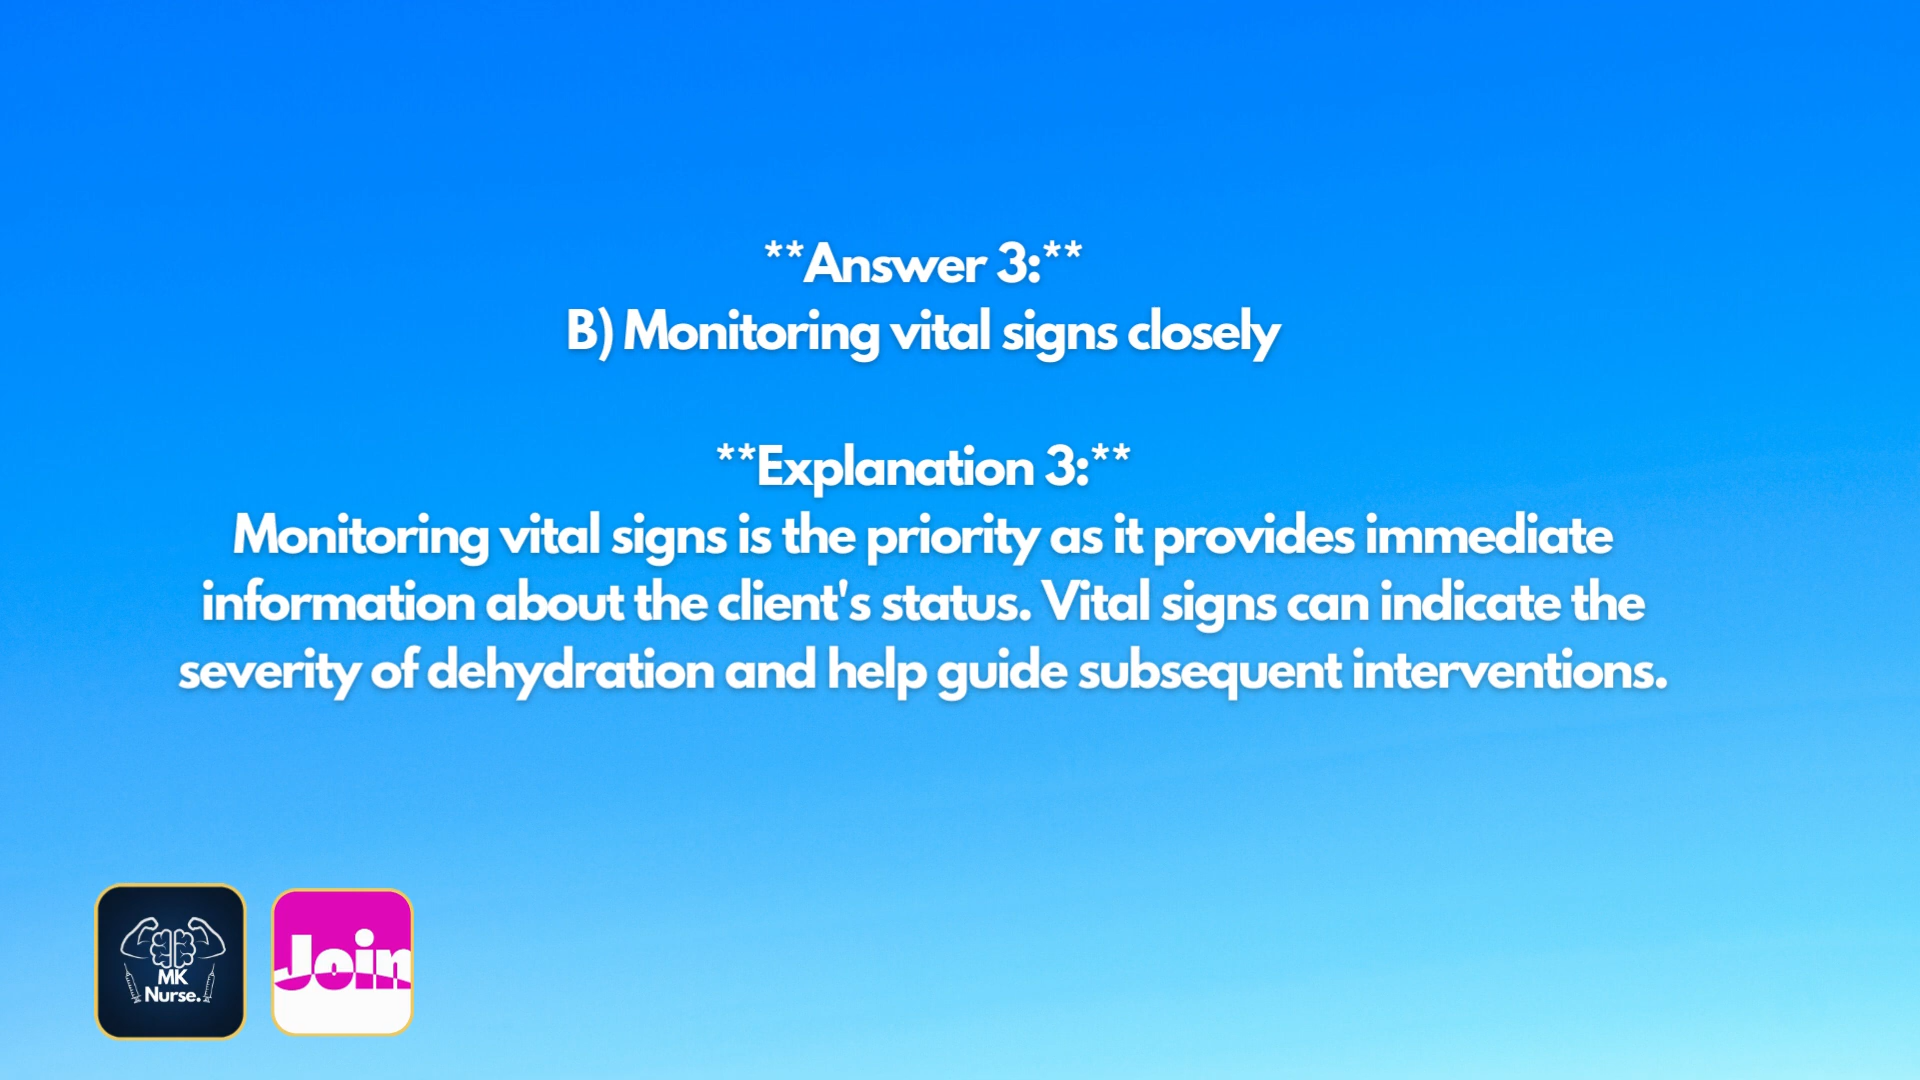 **Answer 3:**
B) Monitoring vital signs closely
**Explanation 3:**
Monitoring vital signs is the priority as it provides immediate
information about the client's status. Vital signs can indicate the
severity of dehydration and help guide subsequent interventions.
MK
Nurse.
Join